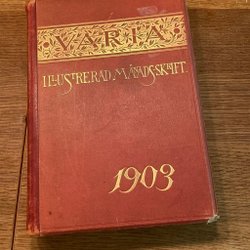 VARIA
ILLUSTRERAD MÅNADSSKRIFT.
1903